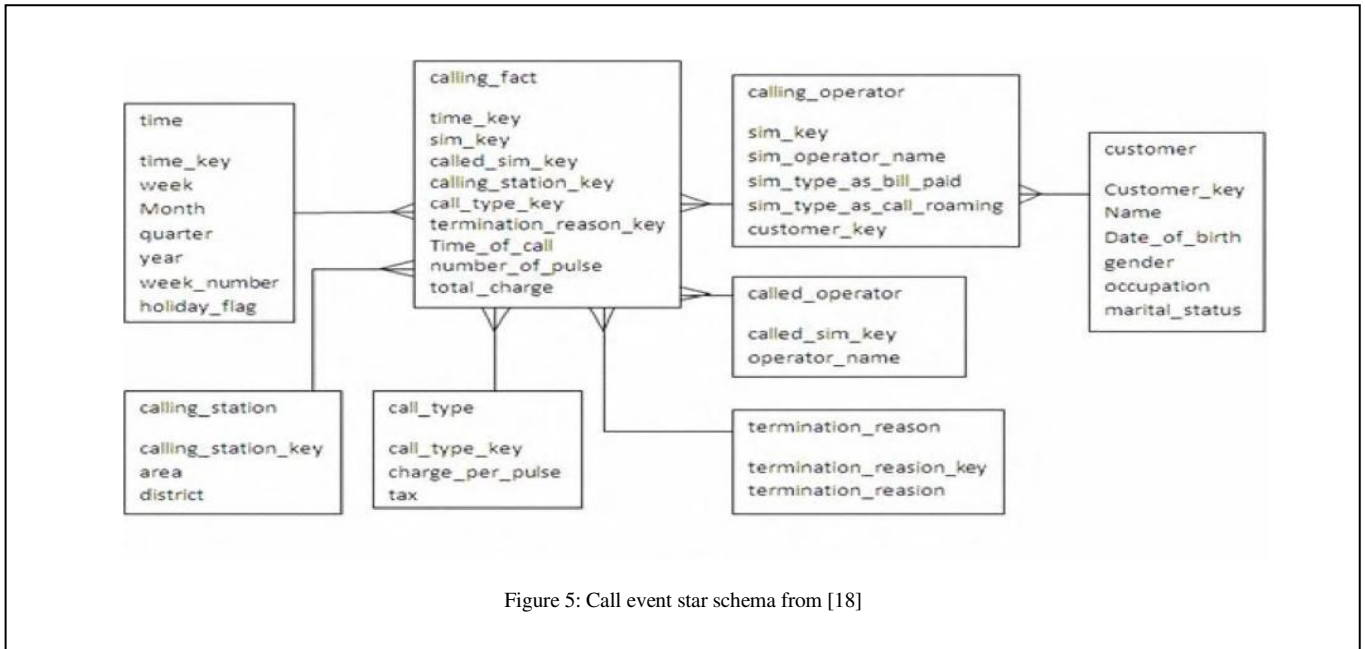 time
time_key
week
Month
quarter
year
week_number
holiday_flag
calling_fact
time_key
sim_key
called_sim_key
calling_station_key
call_type_key
termination_reason_key
Time_of_call
number_of_pulse
total_charge
calling_operator
sim_key
sim_operator_name
sim_type_as_bill_paid
sim_type_as_call_roaming
customer_key
customer
Customer_key
Name
Date_of_birth
gender
occupation
marital_status
called_operator
called_sim_key
operator_name
calling_station
calling_station_key
area
district
call_type
call_type_key
charge_per_pulse
tax
termination_reason
termination_reasion_key
termination_reasion
Figure 5: Call event star schema from [18]